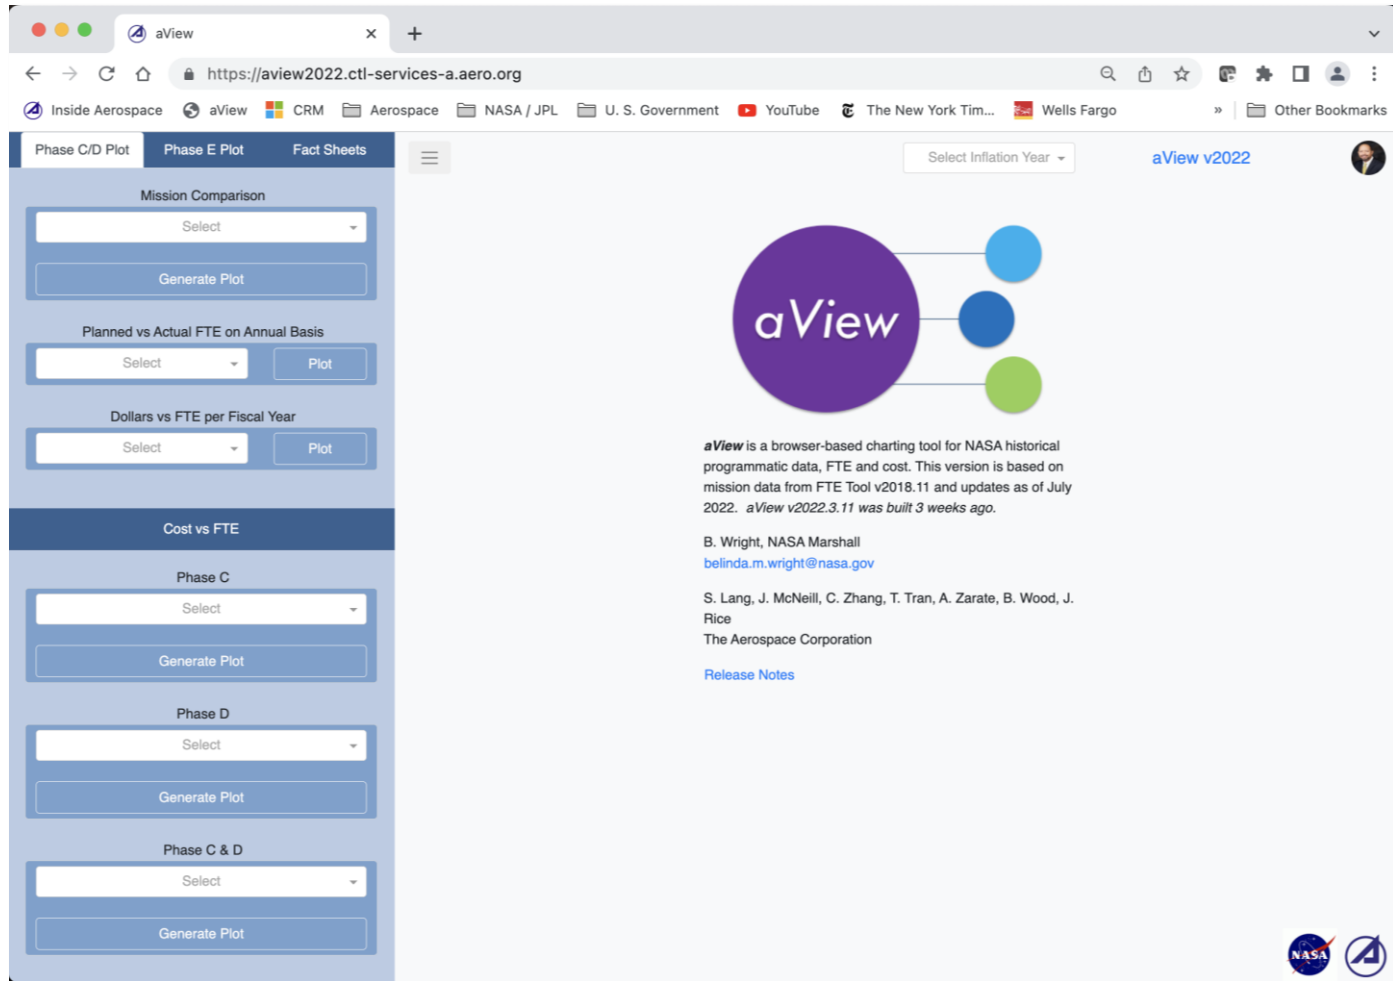 aView
https://aview2022.ctl-services-a.aero.org
Inside Aerospace aView CRM Aerospace NASA / JPL U. S. Government YouTube The New York Tim... Wells Fargo » Other Bookmarks
Phase C/D Plot Phase E Plot Fact Sheets
Select Inflation Year aView v2022
Mission Comparison
Select
Generate Plot
Planned vs Actual FTE on Annual Basis
Select Plot
Dollars vs FTE per Fiscal Year
Select Plot
Cost vs FTE
Phase C
Select
Generate Plot
Phase D
Select
Generate Plot
Phase C & D
Select
Generate Plot
aView
aView is a browser-based charting tool for NASA historical
programmatic data, FTE and cost. This version is based on
mission data from FTE Tool v2018.11 and updates as of July
2022. aView v2022.3.11 was built 3 weeks ago.
B. Wright, NASA Marshall
belinda.m.wright@nasa.gov
S. Lang, J. McNeill, C. Zhang, T. Tran, A. Zarate, B. Wood, J.
Rice
The Aerospace Corporation
Release Notes
NASA